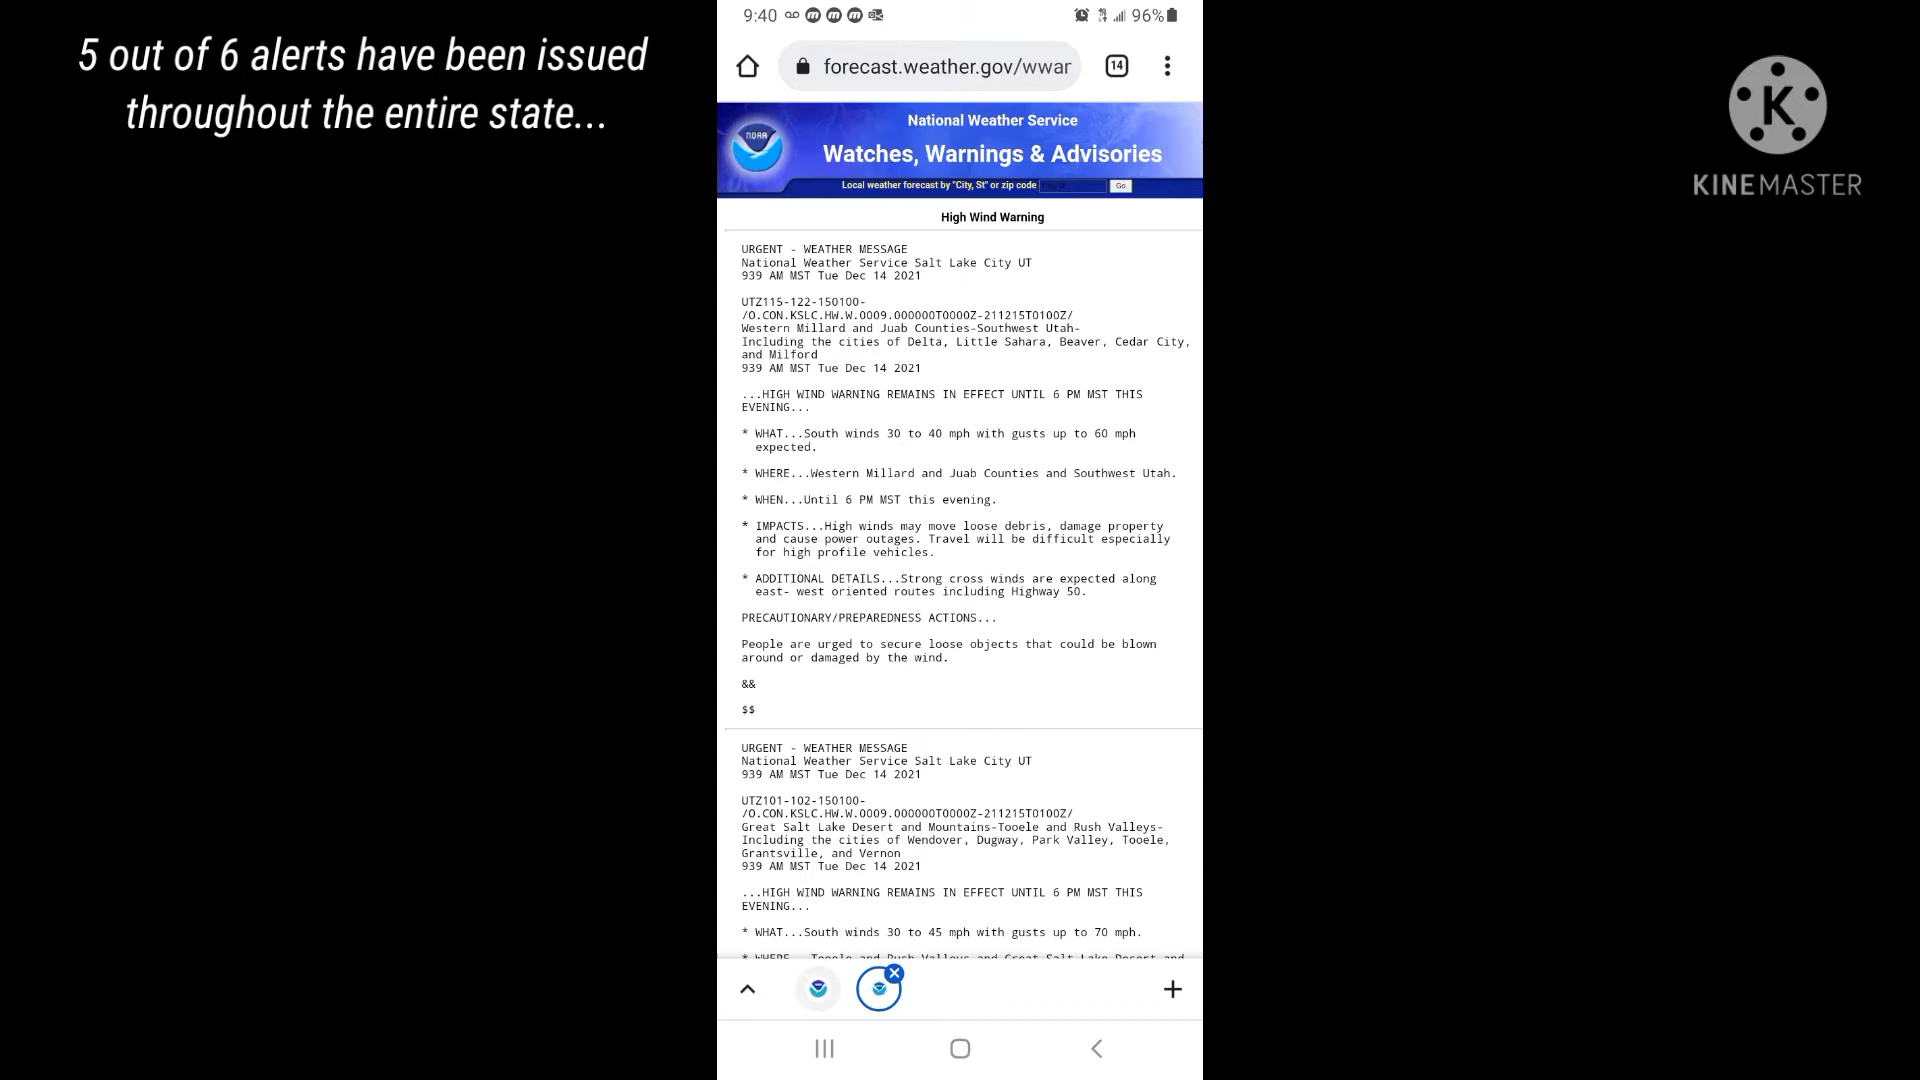 5 out of 6 alerts have been issued
throughout the entire state...
9:40
96%
forecast.weather.gov/wwar
14
K
KINEMASTER
NOAA
National Weather Service
Watches, Warnings & Advisories
Local weather forecast by "City, St" or zip code
Go
High Wind Warning
URGENT - WEATHER MESSAGE
National Weather Service Salt Lake City UT
939 AM MST Tue Dec 14 2021
UTZ115-122-150100-
/O.CON.KSLC.HW.W.0009.000000T0000Z-211215T0100Z/
Western Millard and Juab Counties-Southwest Utah-
Including the cities of Delta, Little Sahara, Beaver, Cedar City,
and Milford
939 AM MST Tue Dec 14 2021
...HIGH WIND WARNING REMAINS IN EFFECT UNTIL 6 PM MST THIS
EVENING...
* WHAT...South winds 30 to 40 mph with gusts up to 60 mph
expected.
* WHERE...Western Millard and Juab Counties and Southwest Utah.
* WHEN...Until 6 PM MST this evening.
* IMPACTS...High winds may move loose debris, damage property
and cause power outages. Travel will be difficult especially
for high profile vehicles.
* ADDITIONAL DETAILS...Strong cross winds are expected along
east- west oriented routes including Highway 50.
PRECAUTIONARY/PREPAREDNESS ACTIONS...
People are urged to secure loose objects that could be blown
around or damaged by the wind.
&&
$$
URGENT - WEATHER MESSAGE
National Weather Service Salt Lake City UT
939 AM MST Tue Dec 14 2021
UTZ101-102-150100-
/O.CON.KSLC.HW.W.0009.000000T0000Z-211215T0100Z/
Great Salt Lake Desert and Mountains-Tooele and Rush Valleys-
Including the cities of Wendover, Dugway, Park Valley, Tooele,
Grantsville, and Vernon
939 AM MST Tue Dec 14 2021
...HIGH WIND WARNING REMAINS IN EFFECT UNTIL 6 PM MST THIS
EVENING...
* WHAT...South winds 30 to 45 mph with gusts up to 70 mph.
* WHERE...Tooele and Rush Valleys and Great Salt Lake Desert and